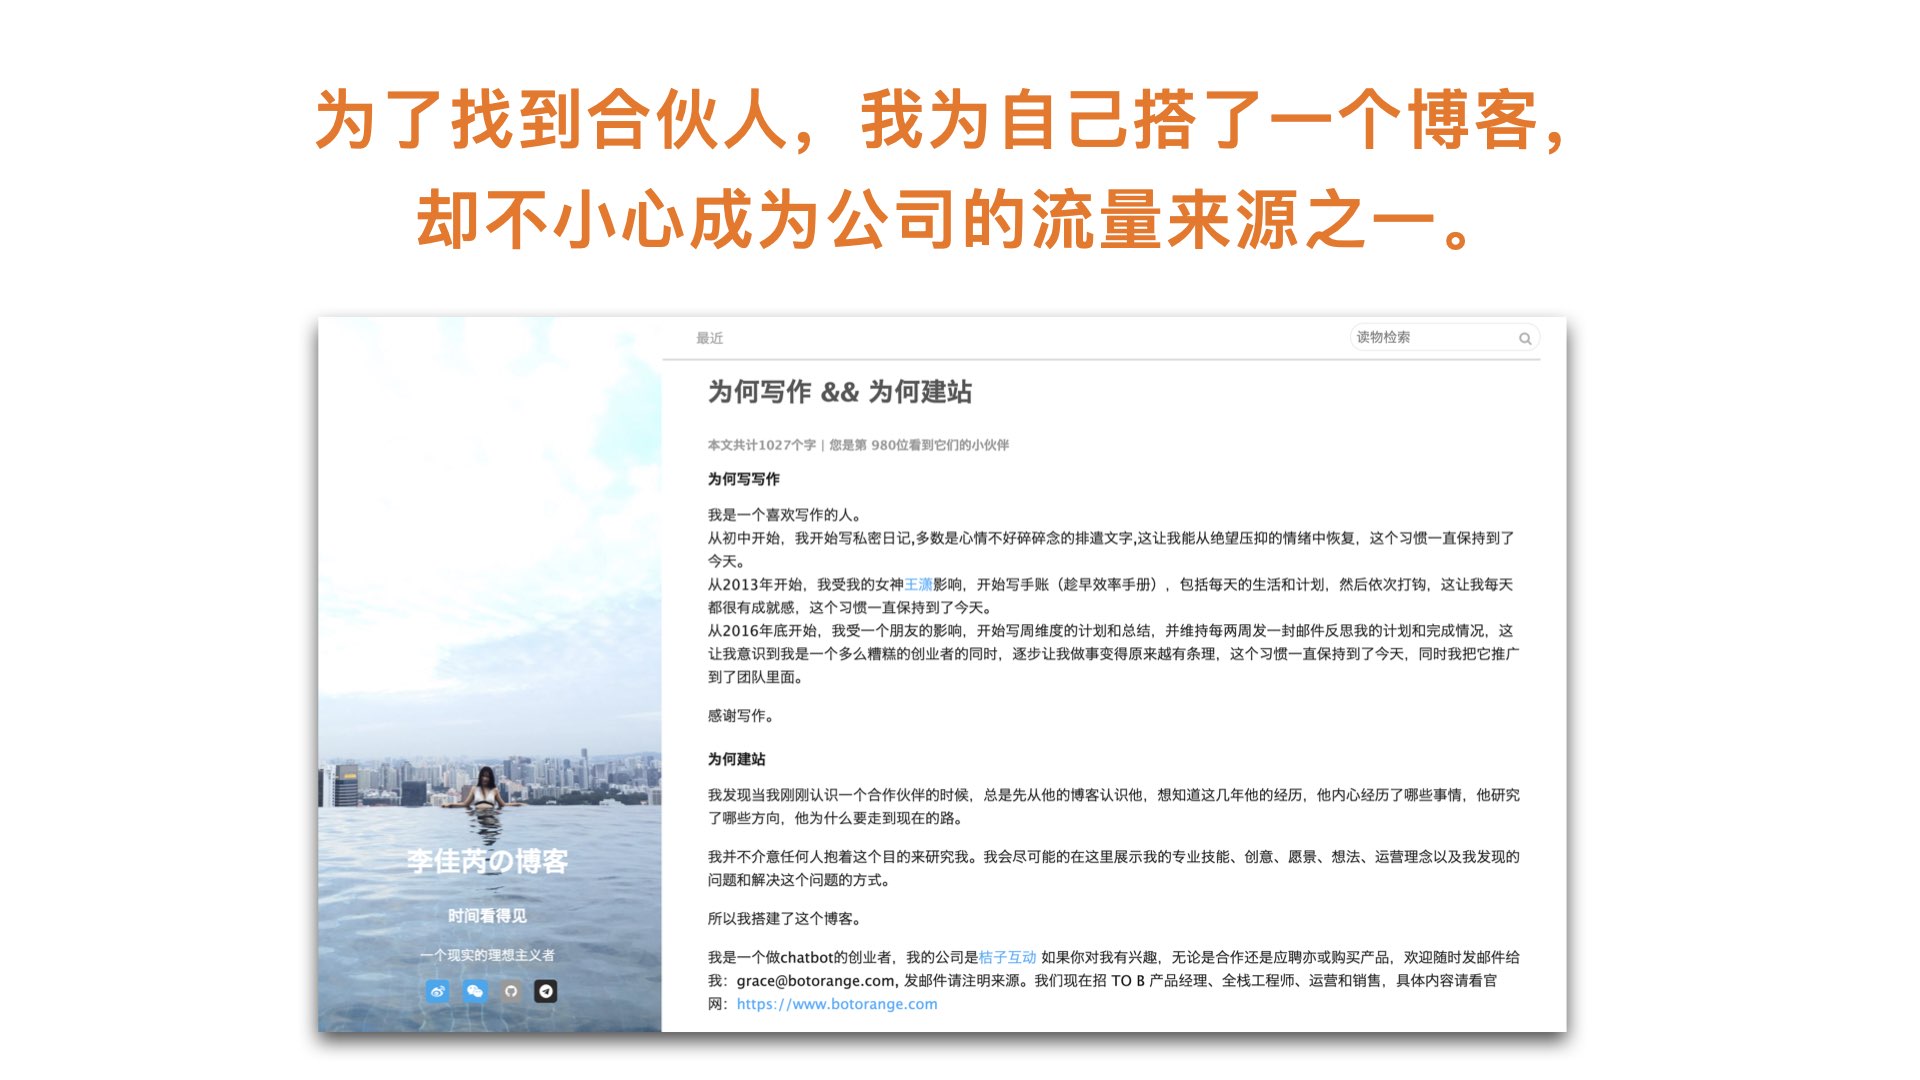 为了找到合伙人，我为自己搭了一个博客，
却不小心成为公司的流量来源之一。
最近
读物检索
为何写作 && 为何建站
本文共计1027个字 | 您是第 980位看到它们的小伙伴
为何写写作
我是一个喜欢写作的人。
从初中开始，我开始写私密日记,多数是心情不好碎碎念的排遣文字,这让我能从绝望压抑的情绪中恢复，这个习惯一直保持到了
今天。
从2013年开始，我受我的女神王潇影响，开始写手账（趁早效率手册），包括每天的生活和计划，然后依次打钩，这让我每天
都很有成就感，这个习惯一直保持到了今天。
从2016年底开始，我受一个朋友的影响，开始写周维度的计划和总结，并维持每两周发一封邮件反思我的计划和完成情况，这
让我意识到我是一个多么糟糕的创业者的同时，逐步让我做事变得原来越有条理，这个习惯一直保持到了今天，同时我把它推广
到了团队里面。
感谢写作。
为何建站
我发现当我刚刚认识一个合作伙伴的时候，总是先从他的博客认识他，想知道这几年他的经历，他内心经历了哪些事情，他研究
了哪些方向，他为什么要走到现在的路。
我并不介意任何人抱着这个目的来研究我。我会尽可能的在这里展示我的专业技能、创意、愿景、想法、运营理念以及我发现的
问题和解决这个问题的方式。
所以我搭建了这个博客。
我是一个做chatbot的创业者，我的公司是桔子互动 如果你对我有兴趣，无论是合作还是应聘亦或购买产品，欢迎随时发邮件给
我：grace@botorange.com, 发邮件请注明来源。我们现在招 TO B 产品经理、全栈工程师、运营和销售，具体内容请看官
网：https://www.botorange.com
李佳芮の博客
时间看得见
一个现实的理想主义者